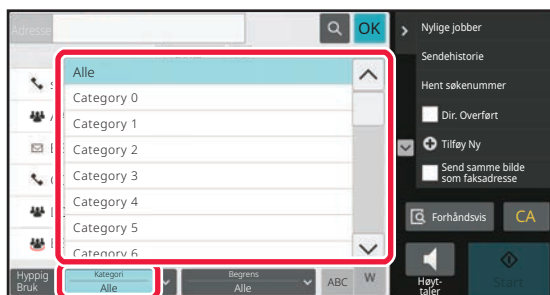 Adresse
OK
Alle
Category 0
Category 1
Category 2
Category 3
Category 4
Category 5
Category 6
Hyppig
Bruk
Kategori
Alle
Begrens
Alle
ABC
W
Nylige jobber
Sendehistorie
Hent søkenummer
Dir. Overført
Tilføy Ny
Send samme bilde
som faksadresse
Forhåndsvis
CA
Høyt-
taler
Start